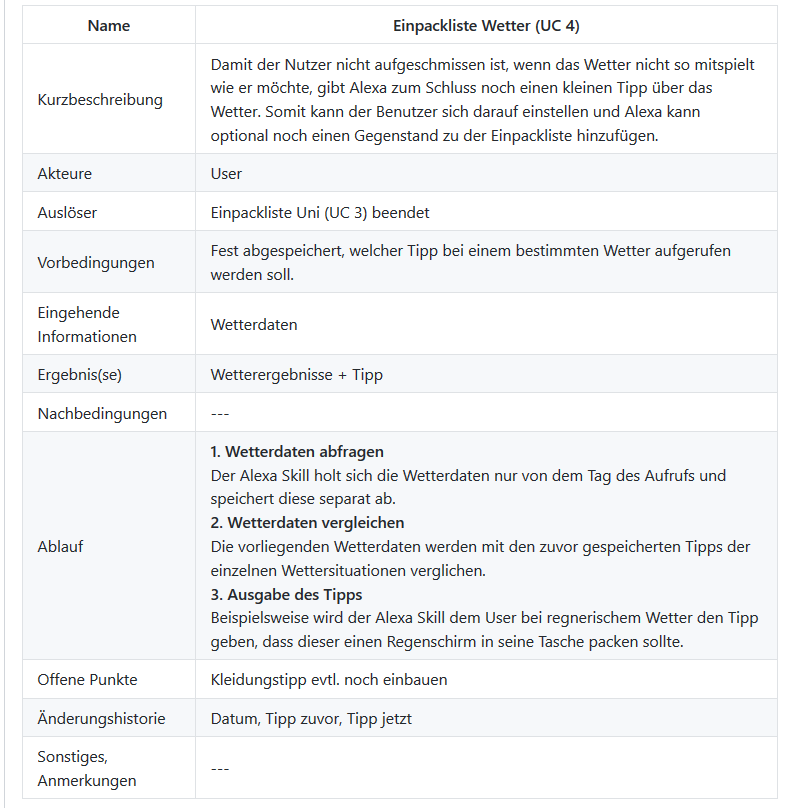 Name
Einpackliste Wetter (UC 4)
Kurzbeschreibung
Damit der Nutzer nicht aufgeschmissen ist, wenn das Wetter nicht so mitspielt
wie er möchte, gibt Alexa zum Schluss noch einen kleinen Tipp über das
Wetter. Somit kann der Benutzer sich darauf einstellen und Alexa kann
optional noch einen Gegenstand zu der Einpackliste hinzufügen.
Akteure
User
Auslöser
Einpackliste Uni (UC 3) beendet
Vorbedingungen
Fest abgespeichert, welcher Tipp bei einem bestimmten Wetter aufgerufen
werden soll.
Eingehende
Informationen
Wetterdaten
Ergebnis(se)
Wetterergebnisse + Tipp
Nachbedingungen
---
Ablauf
1. Wetterdaten abfragen
Der Alexa Skill holt sich die Wetterdaten nur von dem Tag des Aufrufs und
speichert diese separat ab.
2. Wetterdaten vergleichen
Die vorliegenden Wetterdaten werden mit den zuvor gespeicherten Tipps der
einzelnen Wettersituationen verglichen.
3. Ausgabe des Tipps
Beispielsweise wird der Alexa Skill dem User bei regnerischem Wetter den Tipp
geben, dass dieser einen Regenschirm in seine Tasche packen sollte.
Offene Punkte
Kleidungstipp evtl. noch einbauen
Änderungshistorie
Datum, Tipp zuvor, Tipp jetzt
Sonstiges,
Anmerkungen
---